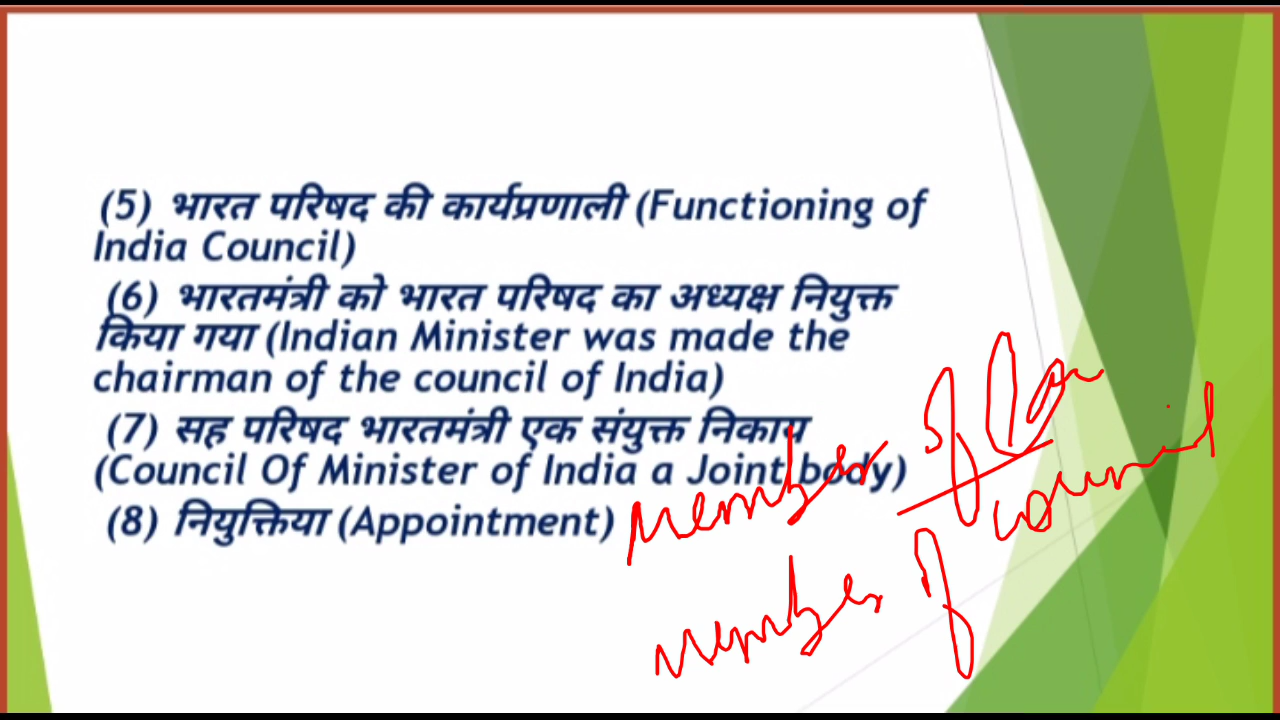 (5) भारत परिषद की कार्यप्रणाली (Functioning of
India Council)
(6) भारतमंत्री को भारत परिषद का अध्यक्ष नियुक्त
किया गया (Indian Minister was made the
chairman of the council of India)
(7) सह परिषद भारतमंत्री एक संयुक्त निकाय
(Council Of Minister of India a Joint body)
(8) नियुक्तिया (Appointment)
Member of
Member of council